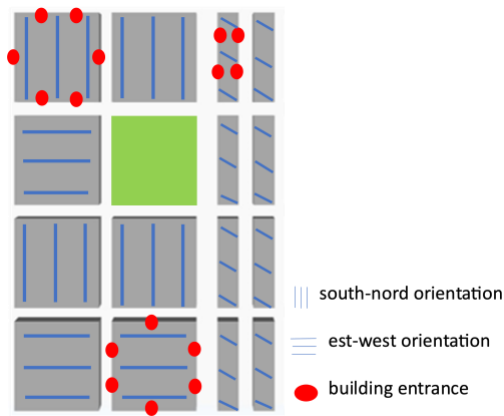 south-nord orientation
est-west orientation
building entrance